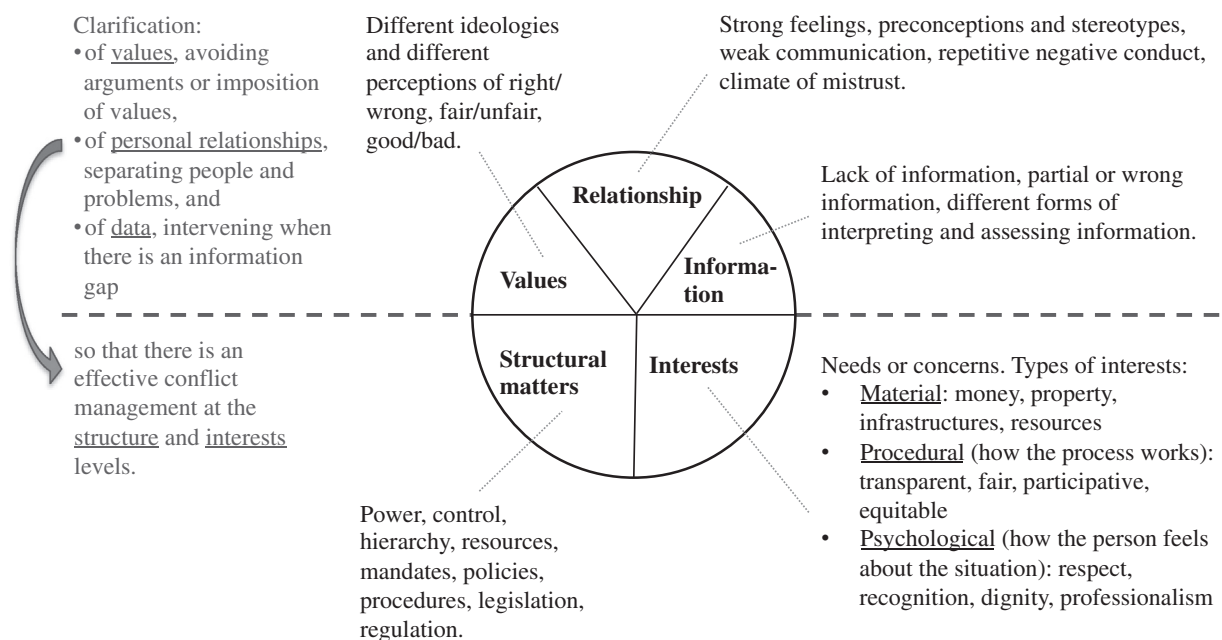 Clarification:
•of values, avoiding
arguments or imposition
of values,
•of personal relationships,
separating people and
problems, and
•of data, intervening when
there is an information
gap
so that there is an
effective conflict
management at the
structure and interests
levels.
Different ideologies
and different
perceptions of right/
wrong, fair/unfair,
good/bad.
Strong feelings, preconceptions and stereotypes,
weak communication, repetitive negative conduct,
climate of mistrust.
Lack of information, partial or wrong
information, different forms of
interpreting and assessing information.
Relationship
Values
Informa-
tion
Structural
matters
Interests
Power, control,
hierarchy, resources,
mandates, policies,
procedures, legislation,
regulation.
Needs or concerns. Types of interests:
• Material: money, property,
infrastructures, resources
• Procedural (how the process works):
transparent, fair, participative,
equitable
• Psychological (how the person feels
about the situation): respect,
recognition, dignity, professionalism